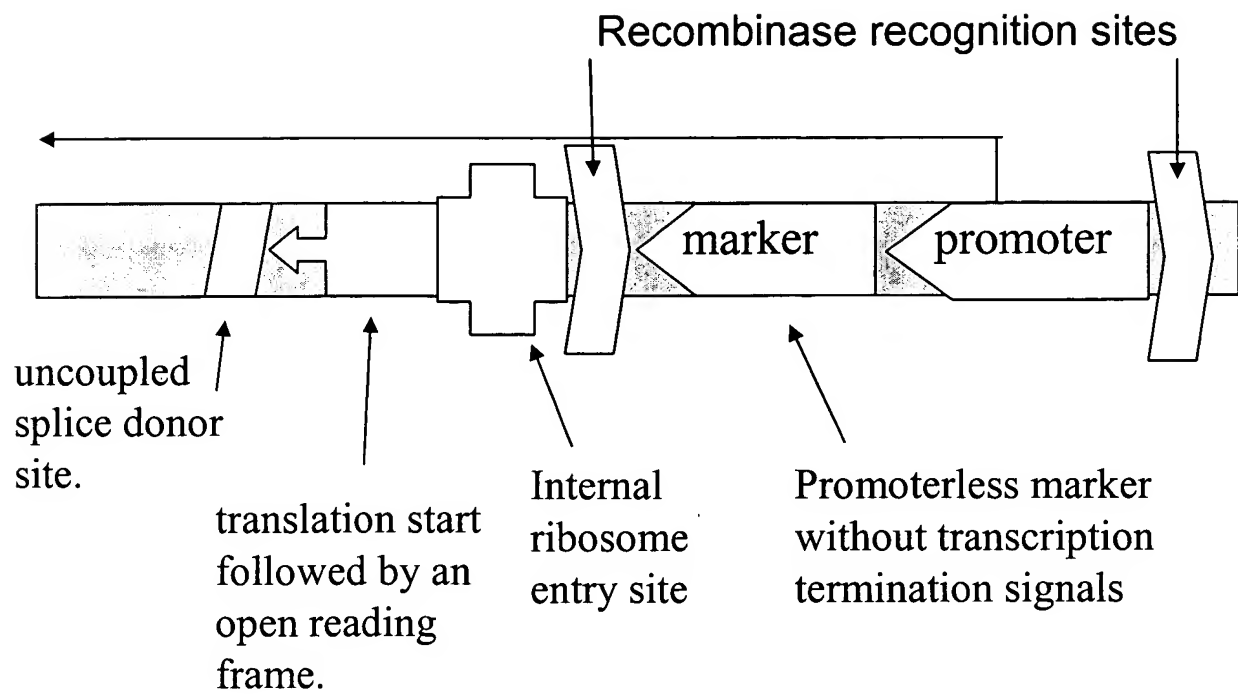 Recombinase recognition sites
marker
promoter
uncoupled
splice donor
site.
translation start
followed by an
open reading
frame.
Internal
ribosome
entry site
Promoterless marker
without transcription
termination signals